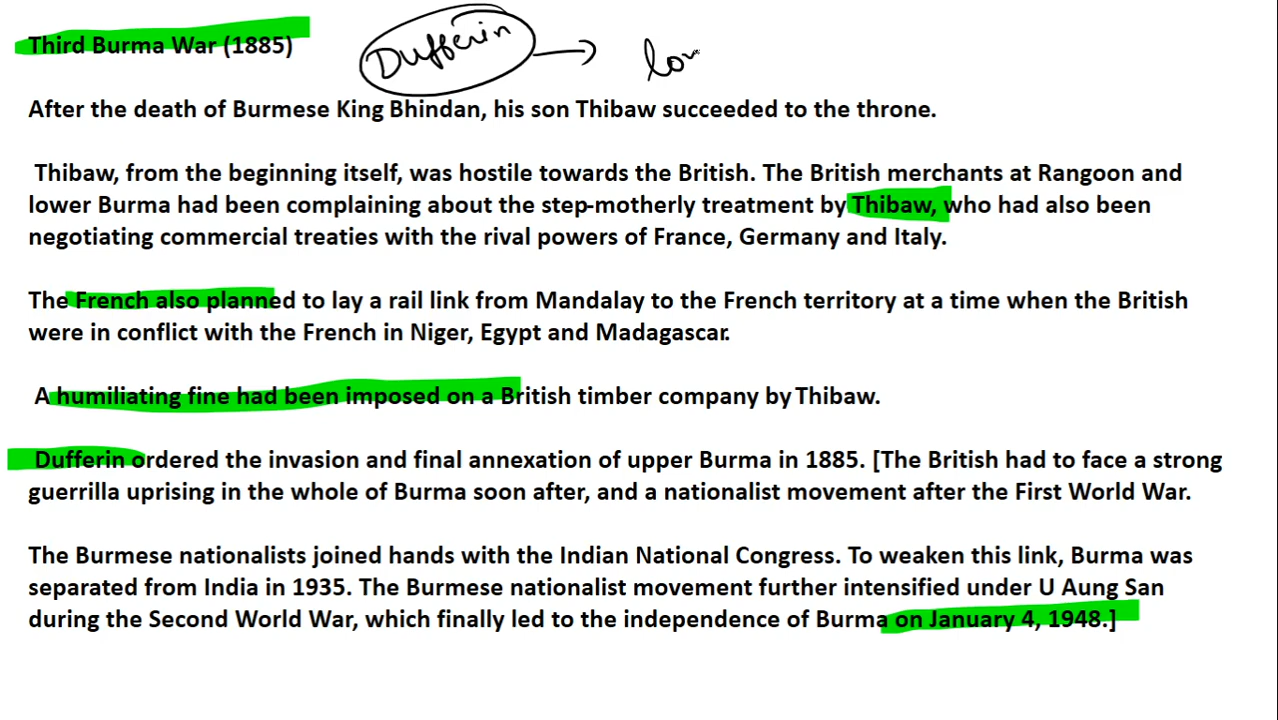 Third Burma War (1885)
Dufferin → low
After the death of Burmese King Bhindan, his son Thibaw succeeded to the throne.
Thibaw, from the beginning itself, was hostile towards the British. The British merchants at Rangoon and
lower Burma had been complaining about the step-motherly treatment by Thibaw, who had also been
negotiating commercial treaties with the rival powers of France, Germany and Italy.
The French also planned to lay a rail link from Mandalay to the French territory at a time when the British
were in conflict with the French in Niger, Egypt and Madagascar.
A humiliating fine had been imposed on a British timber company by Thibaw.
Dufferin ordered the invasion and final annexation of upper Burma in 1885. [The British had to face a strong
guerrilla uprising in the whole of Burma soon after, and a nationalist movement after the First World War.
The Burmese nationalists joined hands with the Indian National Congress. To weaken this link, Burma was
separated from India in 1935. The Burmese nationalist movement further intensified under U Aung San
during the Second World War, which finally led to the independence of Burma on January 4, 1948.]